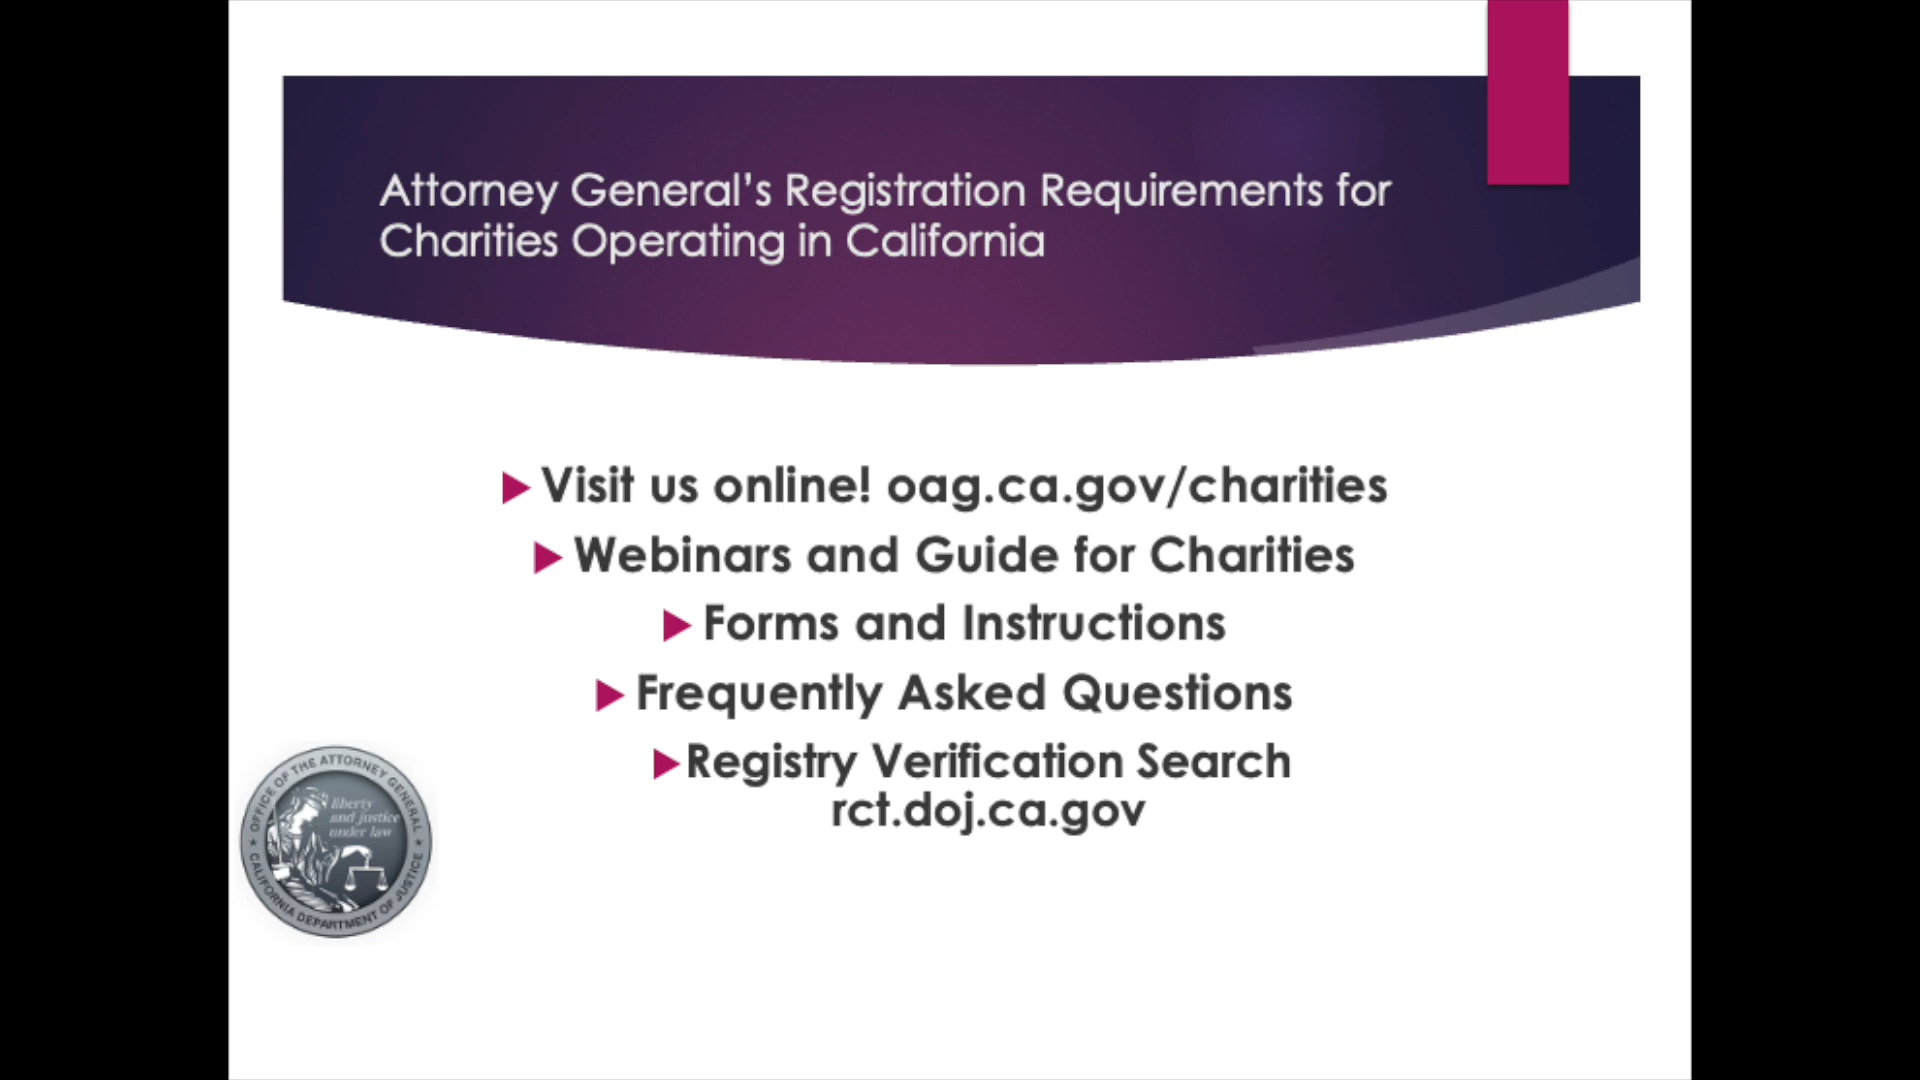 Attorney General’s Registration Requirements for
Charities Operating in California
Visit us online! oag.ca.gov/charities
Webinars and Guide for Charities
Forms and Instructions
Frequently Asked Questions
Registry Verification Search
rct.doj.ca.gov
OFFICE OF THE ATTORNEY GENERAL
liberty
and justice
under law
CALIFORNIA DEPARTMENT OF JUSTICE